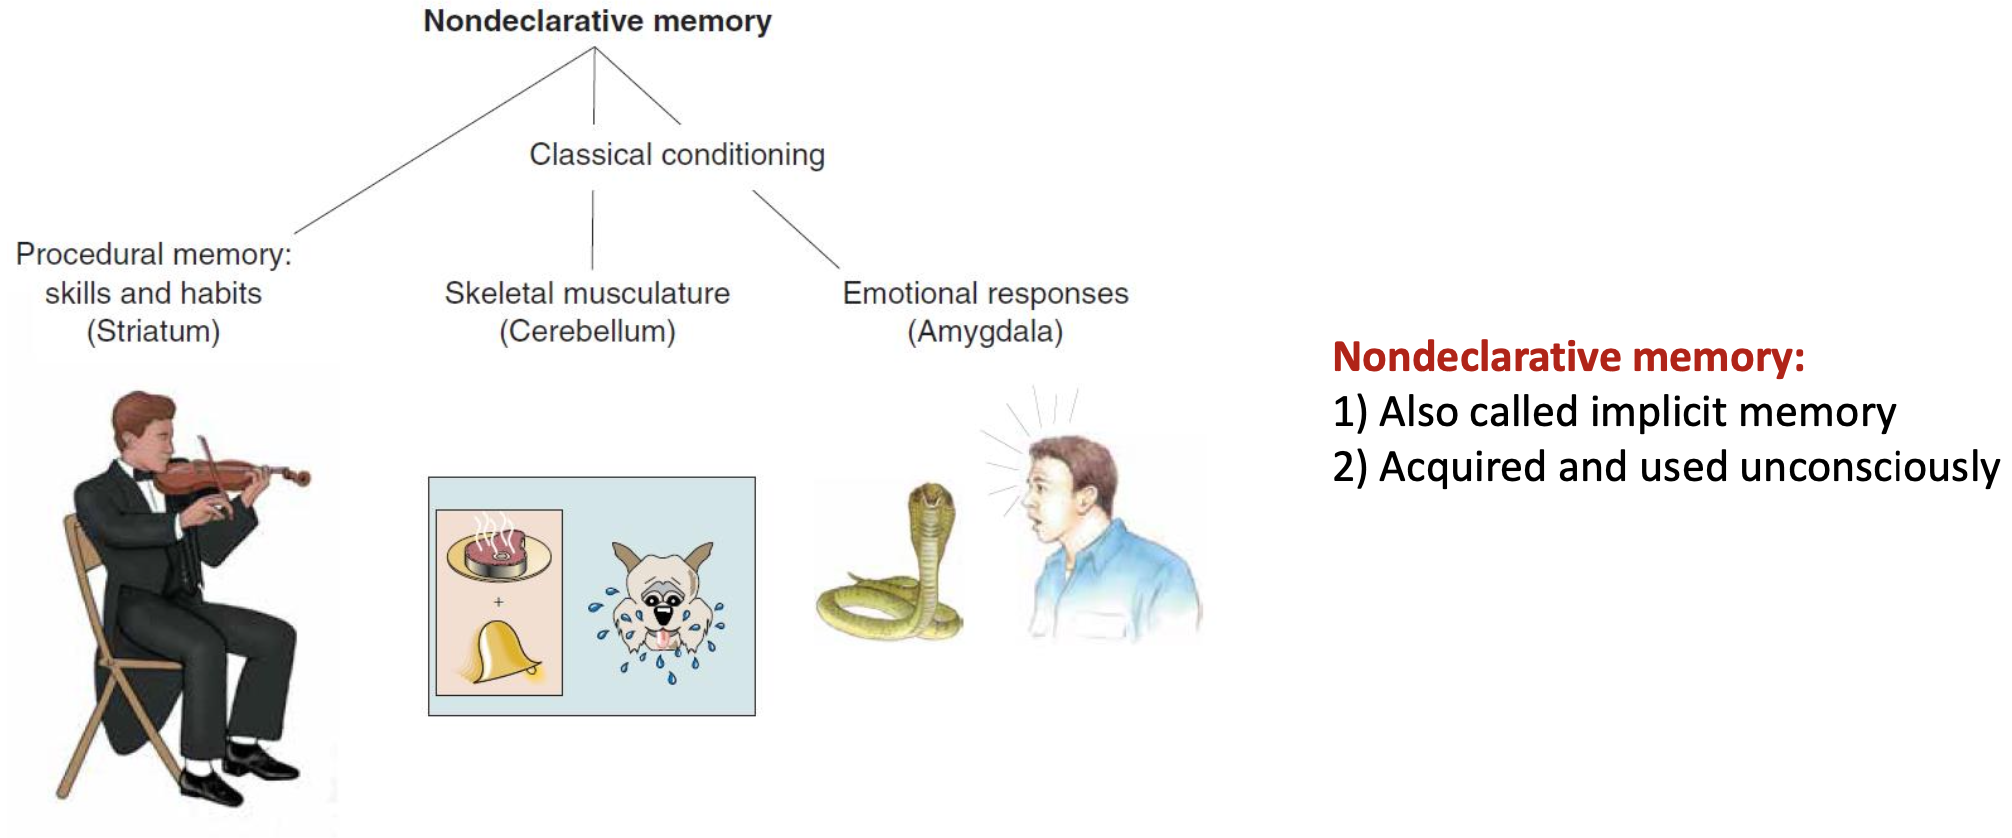 Nondeclarative memory
Classical conditioning
Procedural memory:
skills and habits
(Striatum)
Skeletal musculature
(Cerebellum)
Emotional responses
(Amygdala)
+
Nondeclarative memory:
1) Also called implicit memory
2) Acquired and used unconsciously